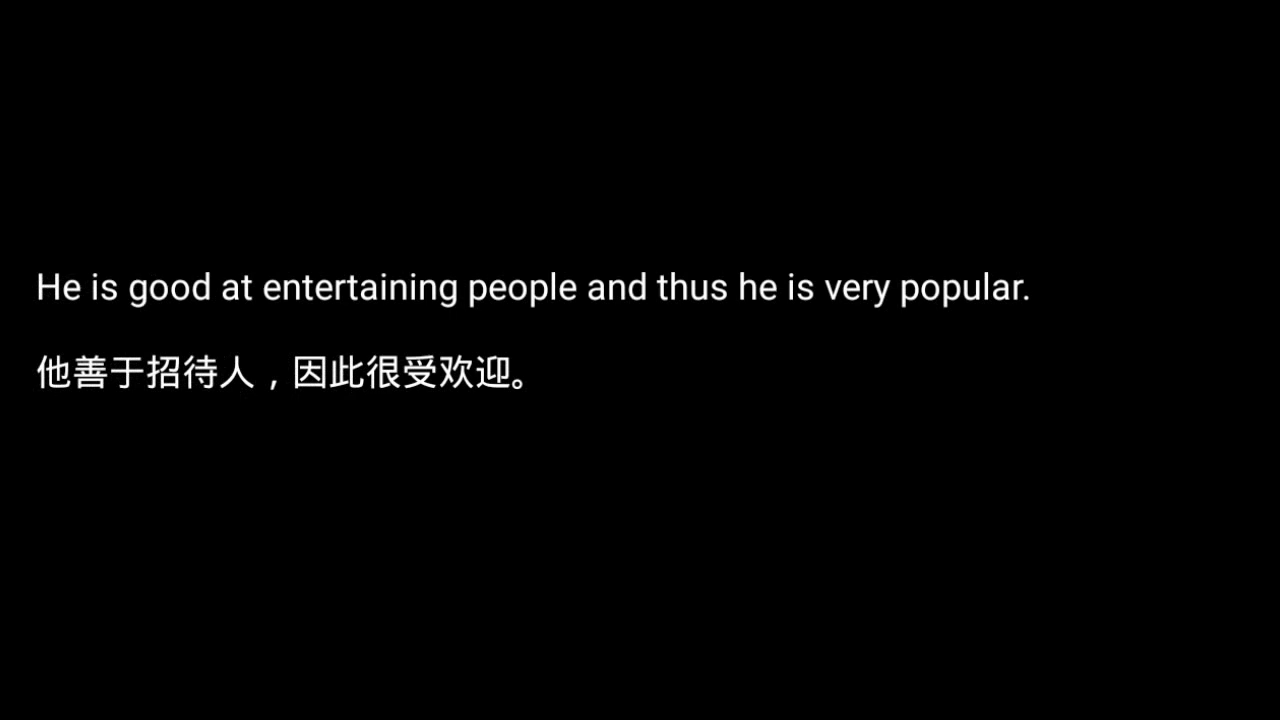 He is good at entertaining people and thus he is very popular.
他善于招待人，因此很受欢迎。